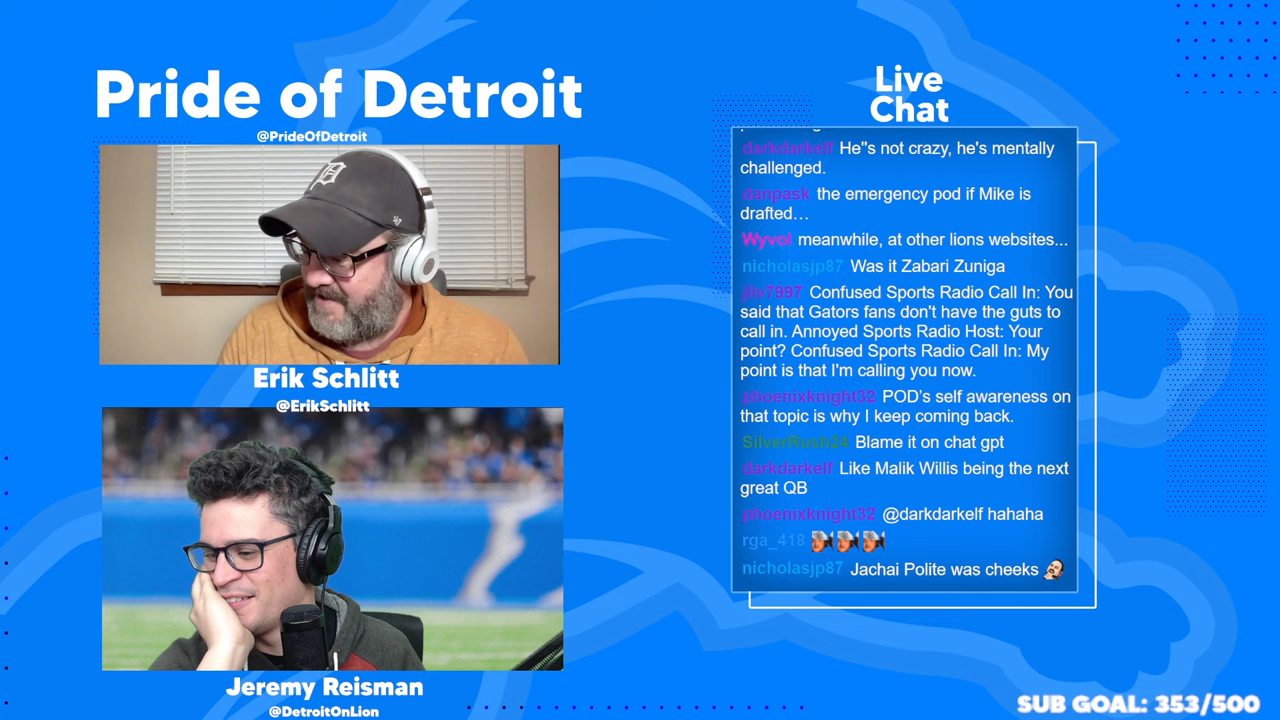 Pride of Detroit
@PrideOfDetroit
Erik Schlitt
@ErikSchlitt
Jeremy Reisman
@DetroitOnLion
Live
Chat
darkdarkelf He"s not crazy, he's mentally
challenged.
danpask the emergency pod if Mike is
drafted…
Wyvol meanwhile, at other lions websites...
nicholasjp87 Was it Zabari Zuniga
Confused Sports Radio Call In: You
said that Gators fans don't have the guts to
call in. Annoyed Sports Radio Host: Your
point? Confused Sports Radio Call In: My
point is that I'm calling you now.
phoenixknight32 POD's self awareness on
that topic is why I keep coming back.
SilverRush24 Blame it on chat gpt
darkdarkelf Like Malik Willis being the next
great QB
phoenixknight32 @darkdarkelf hahaha
rga_418
nicholasjp87 Jachai Polite was cheeks
SUB GOAL: 353/500